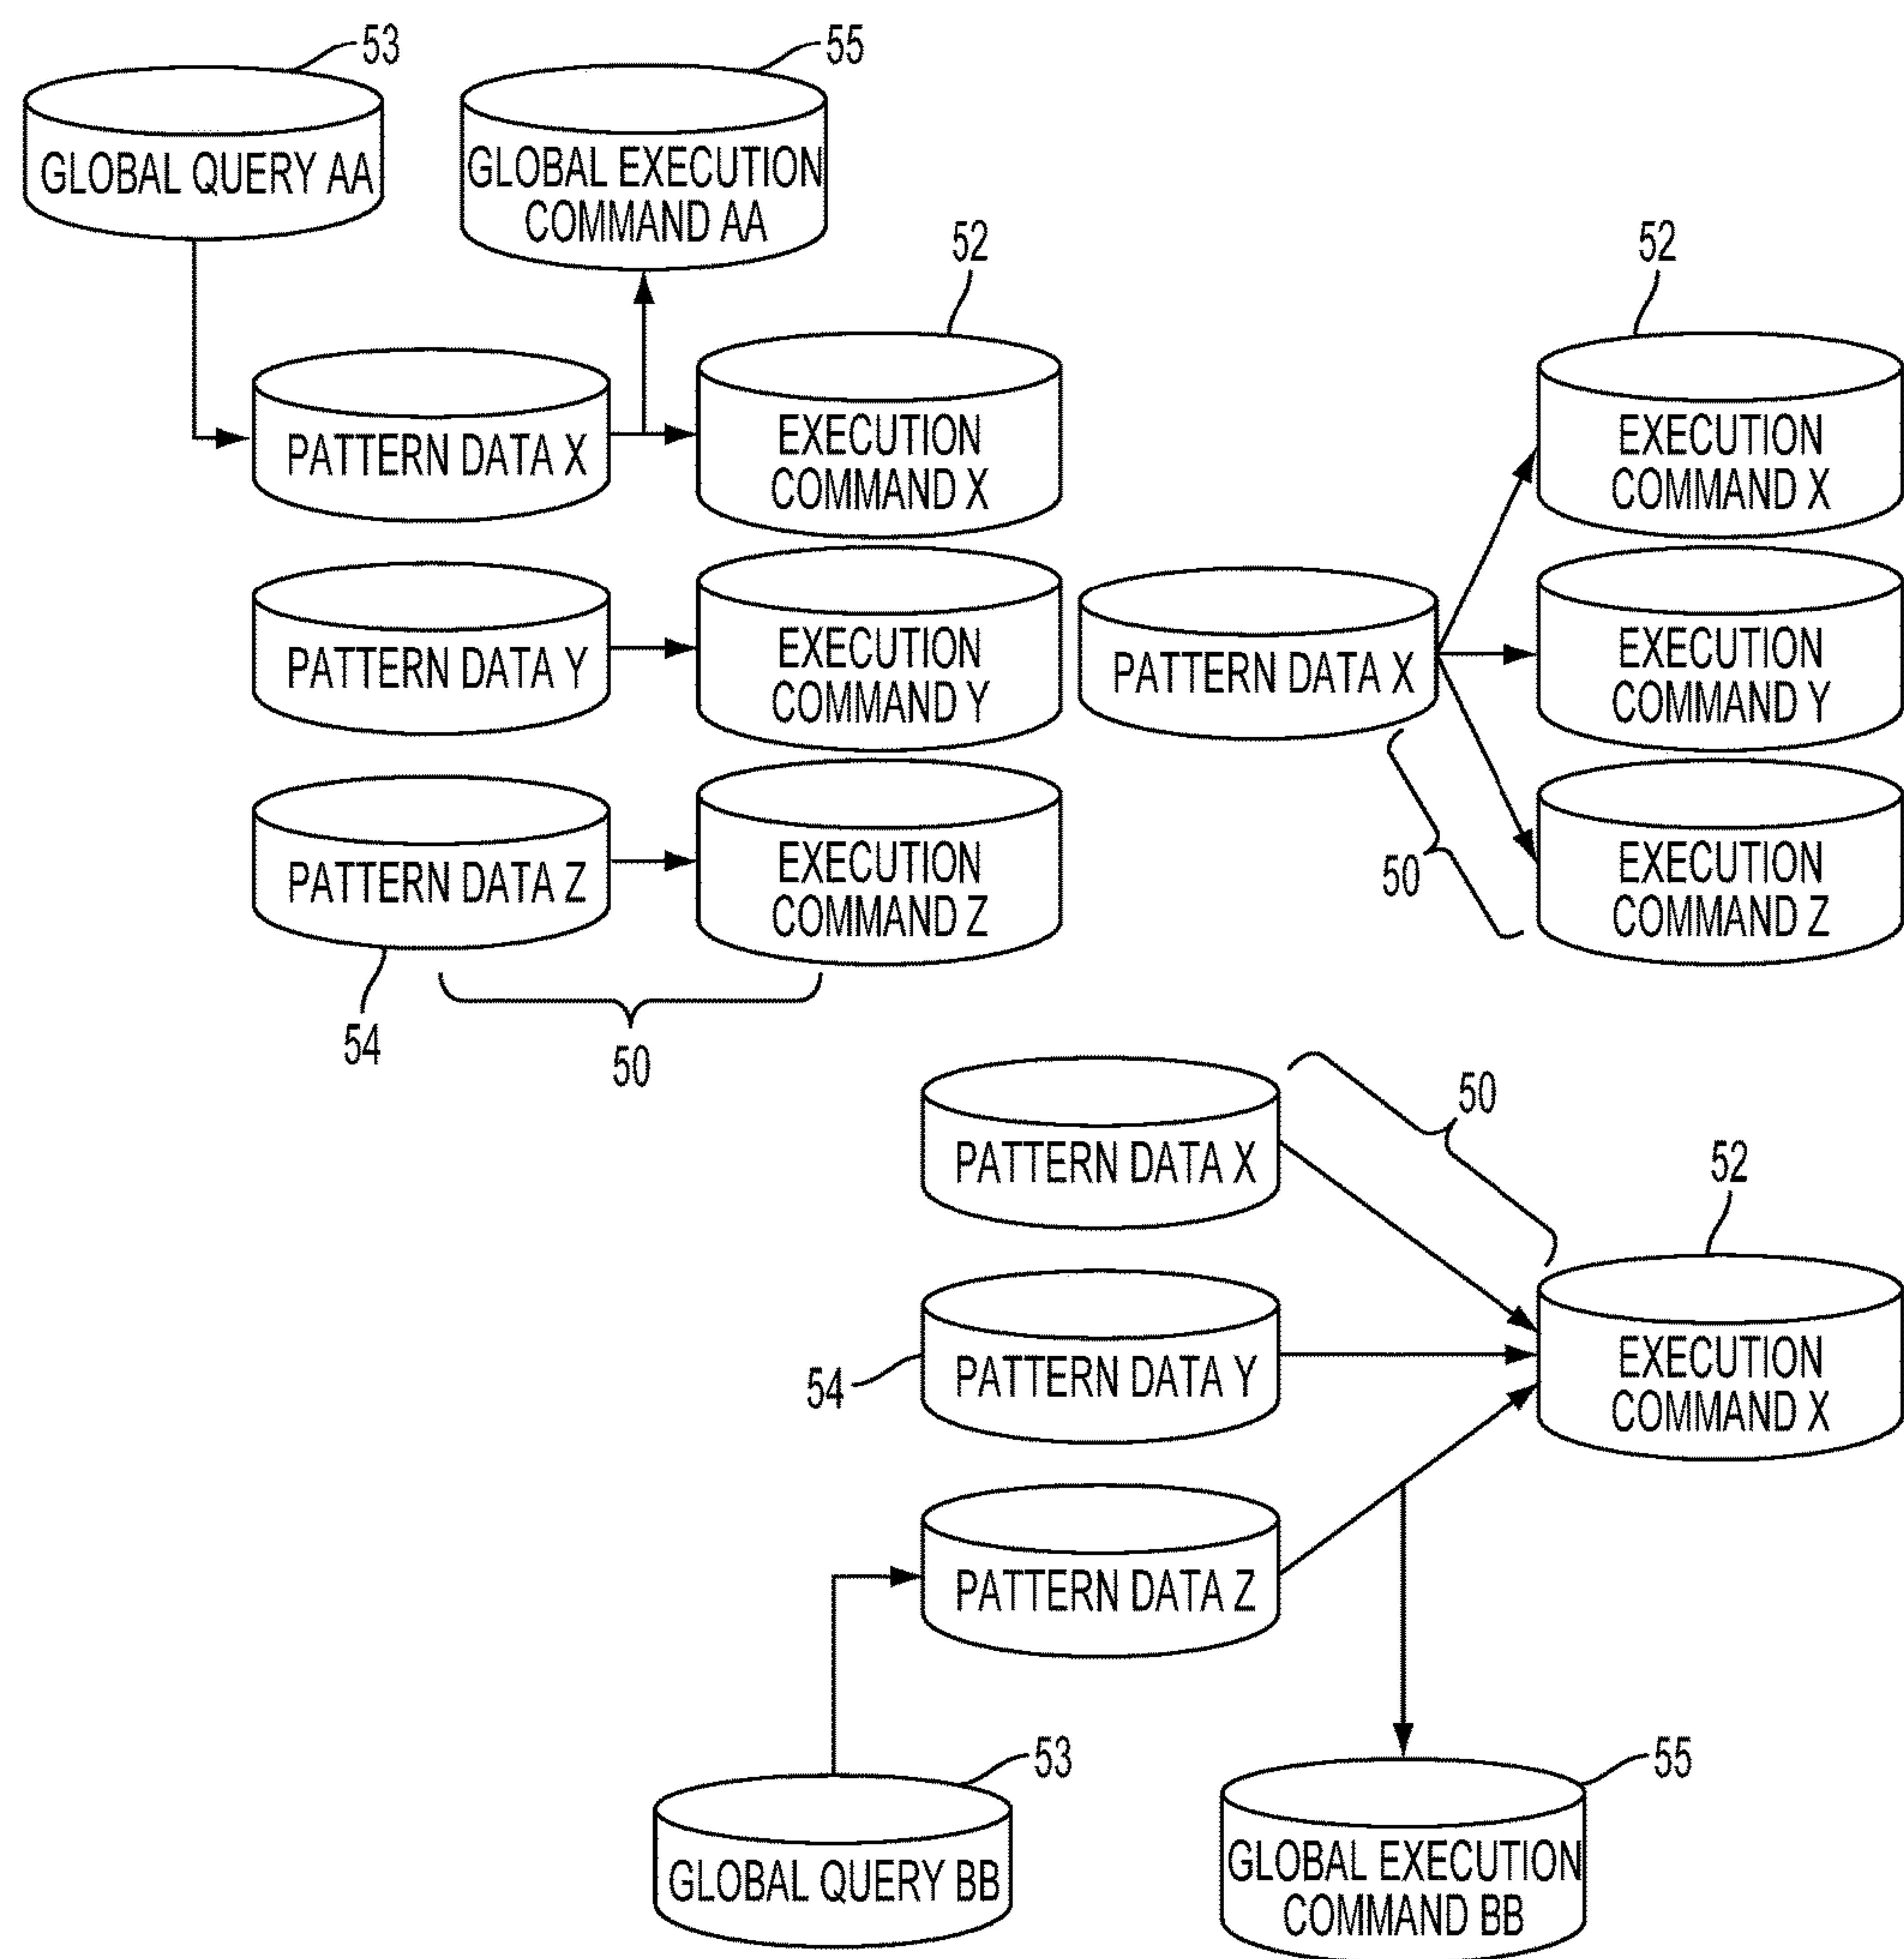 53
55
GLOBAL QUERY AA
GLOBAL EXECUTION
COMMAND AA
52
PATTERN DATA X
EXECUTION
COMMAND X
PATTERN DATA Y
EXECUTION
COMMAND Y
PATTERN DATA Z
EXECUTION
COMMAND Z
54
50
52
PATTERN DATA X
EXECUTION
COMMAND X
EXECUTION
COMMAND Y
EXECUTION
COMMAND Z
50
PATTERN DATA X
50
52
54
PATTERN DATA Y
EXECUTION
COMMAND X
PATTERN DATA Z
53
55
GLOBAL QUERY BB
GLOBAL EXECUTION
COMMAND BB